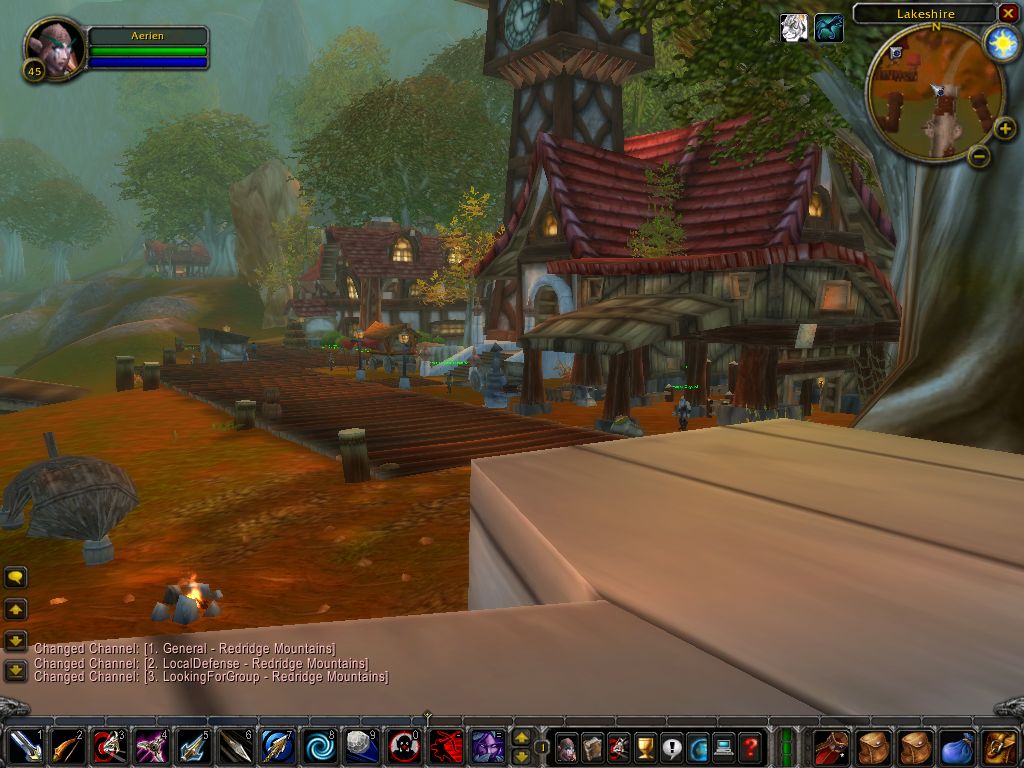 Aerien
45
Lakeshire
N
Changed Channel: [1. General - Redridge Mountains]
Changed Channel: [2. LocalDefense - Redridge Mountains]
Changed Channel: [3. LookingForGroup - Redridge Mountains]
1 2 3 4 5 6 7 8 9 0 - = 1 ! ?